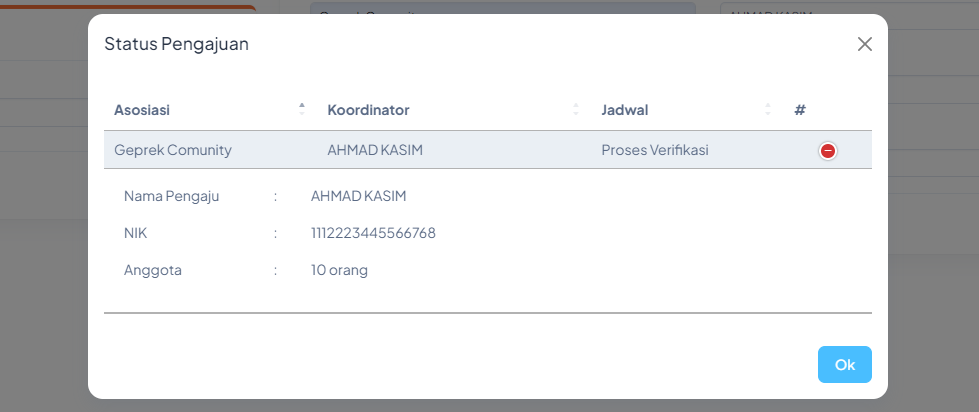 Status Pengajuan
Asosiasi Koordinator Jadwal #
Geprek Comunity AHMAD KASIM Proses Verifikasi
Nama Pengaju : AHMAD KASIM
NIK : 1112223445566768
Anggota : 10 orang
Ok